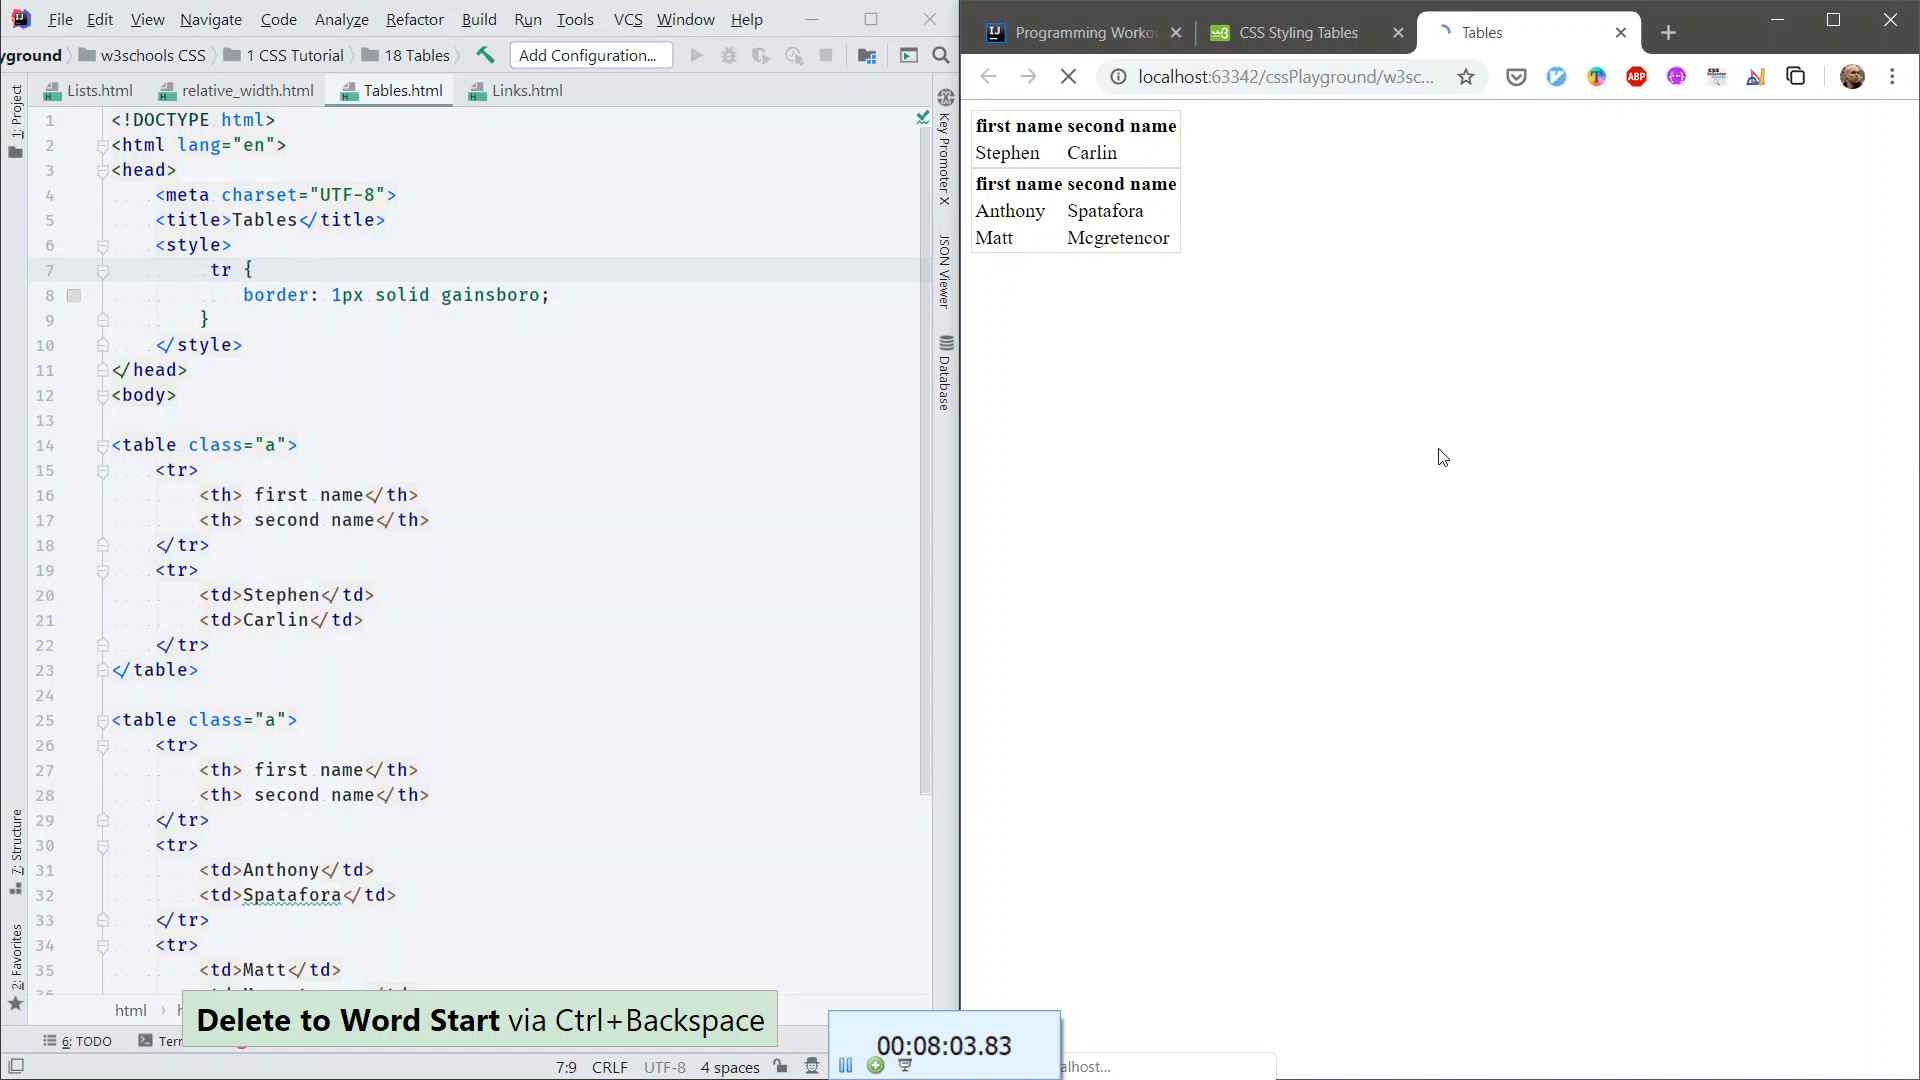 File Edit View Navigate Code Analyze Refactor Build Run Tools VCS Window Help
yground w3schools CSS 1 CSS Tutorial 18 Tables Add Configuration...
Lists.html relative_width.html Tables.html Links.html
1: Project
7: Structure
2: Favorites
1 <!DOCTYPE html>
2 <html lang="en">
3 <head>
4 <meta charset="UTF-8">
5 <title>Tables</title>
6 <style>
7 tr {
8 border: 1px solid gainsboro;
9 }
10 </style>
11 </head>
12 <body>
13
14 <table class="a">
15 <tr>
16 <th> first name</th>
17 <th> second name</th>
18 </tr>
19 <tr>
20 <td>Stephen</td>
21 <td>Carlin</td>
22 </tr>
23 </table>
24
25 <table class="a">
26 <tr>
27 <th> first name</th>
28 <th> second name</th>
29 </tr>
30 <tr>
31 <td>Anthony</td>
32 <td>Spatafora</td>
33 </tr>
34 <tr>
35 <td>Matt</td>
html
Delete to Word Start via Ctrl+Backspace
6: TODO Terr
7:9 CRLF UTF-8 4 spaces
00:08:03.83
Key Promoter X
JSON Viewer
Database
Programming Workou CSS Styling Tables Tables
localhost:63342/cssPlayground/w3sc... ABP
first name second name
Stephen Carlin
first name second name
Anthony Spatafora
Matt Mcgretencor
alhost...